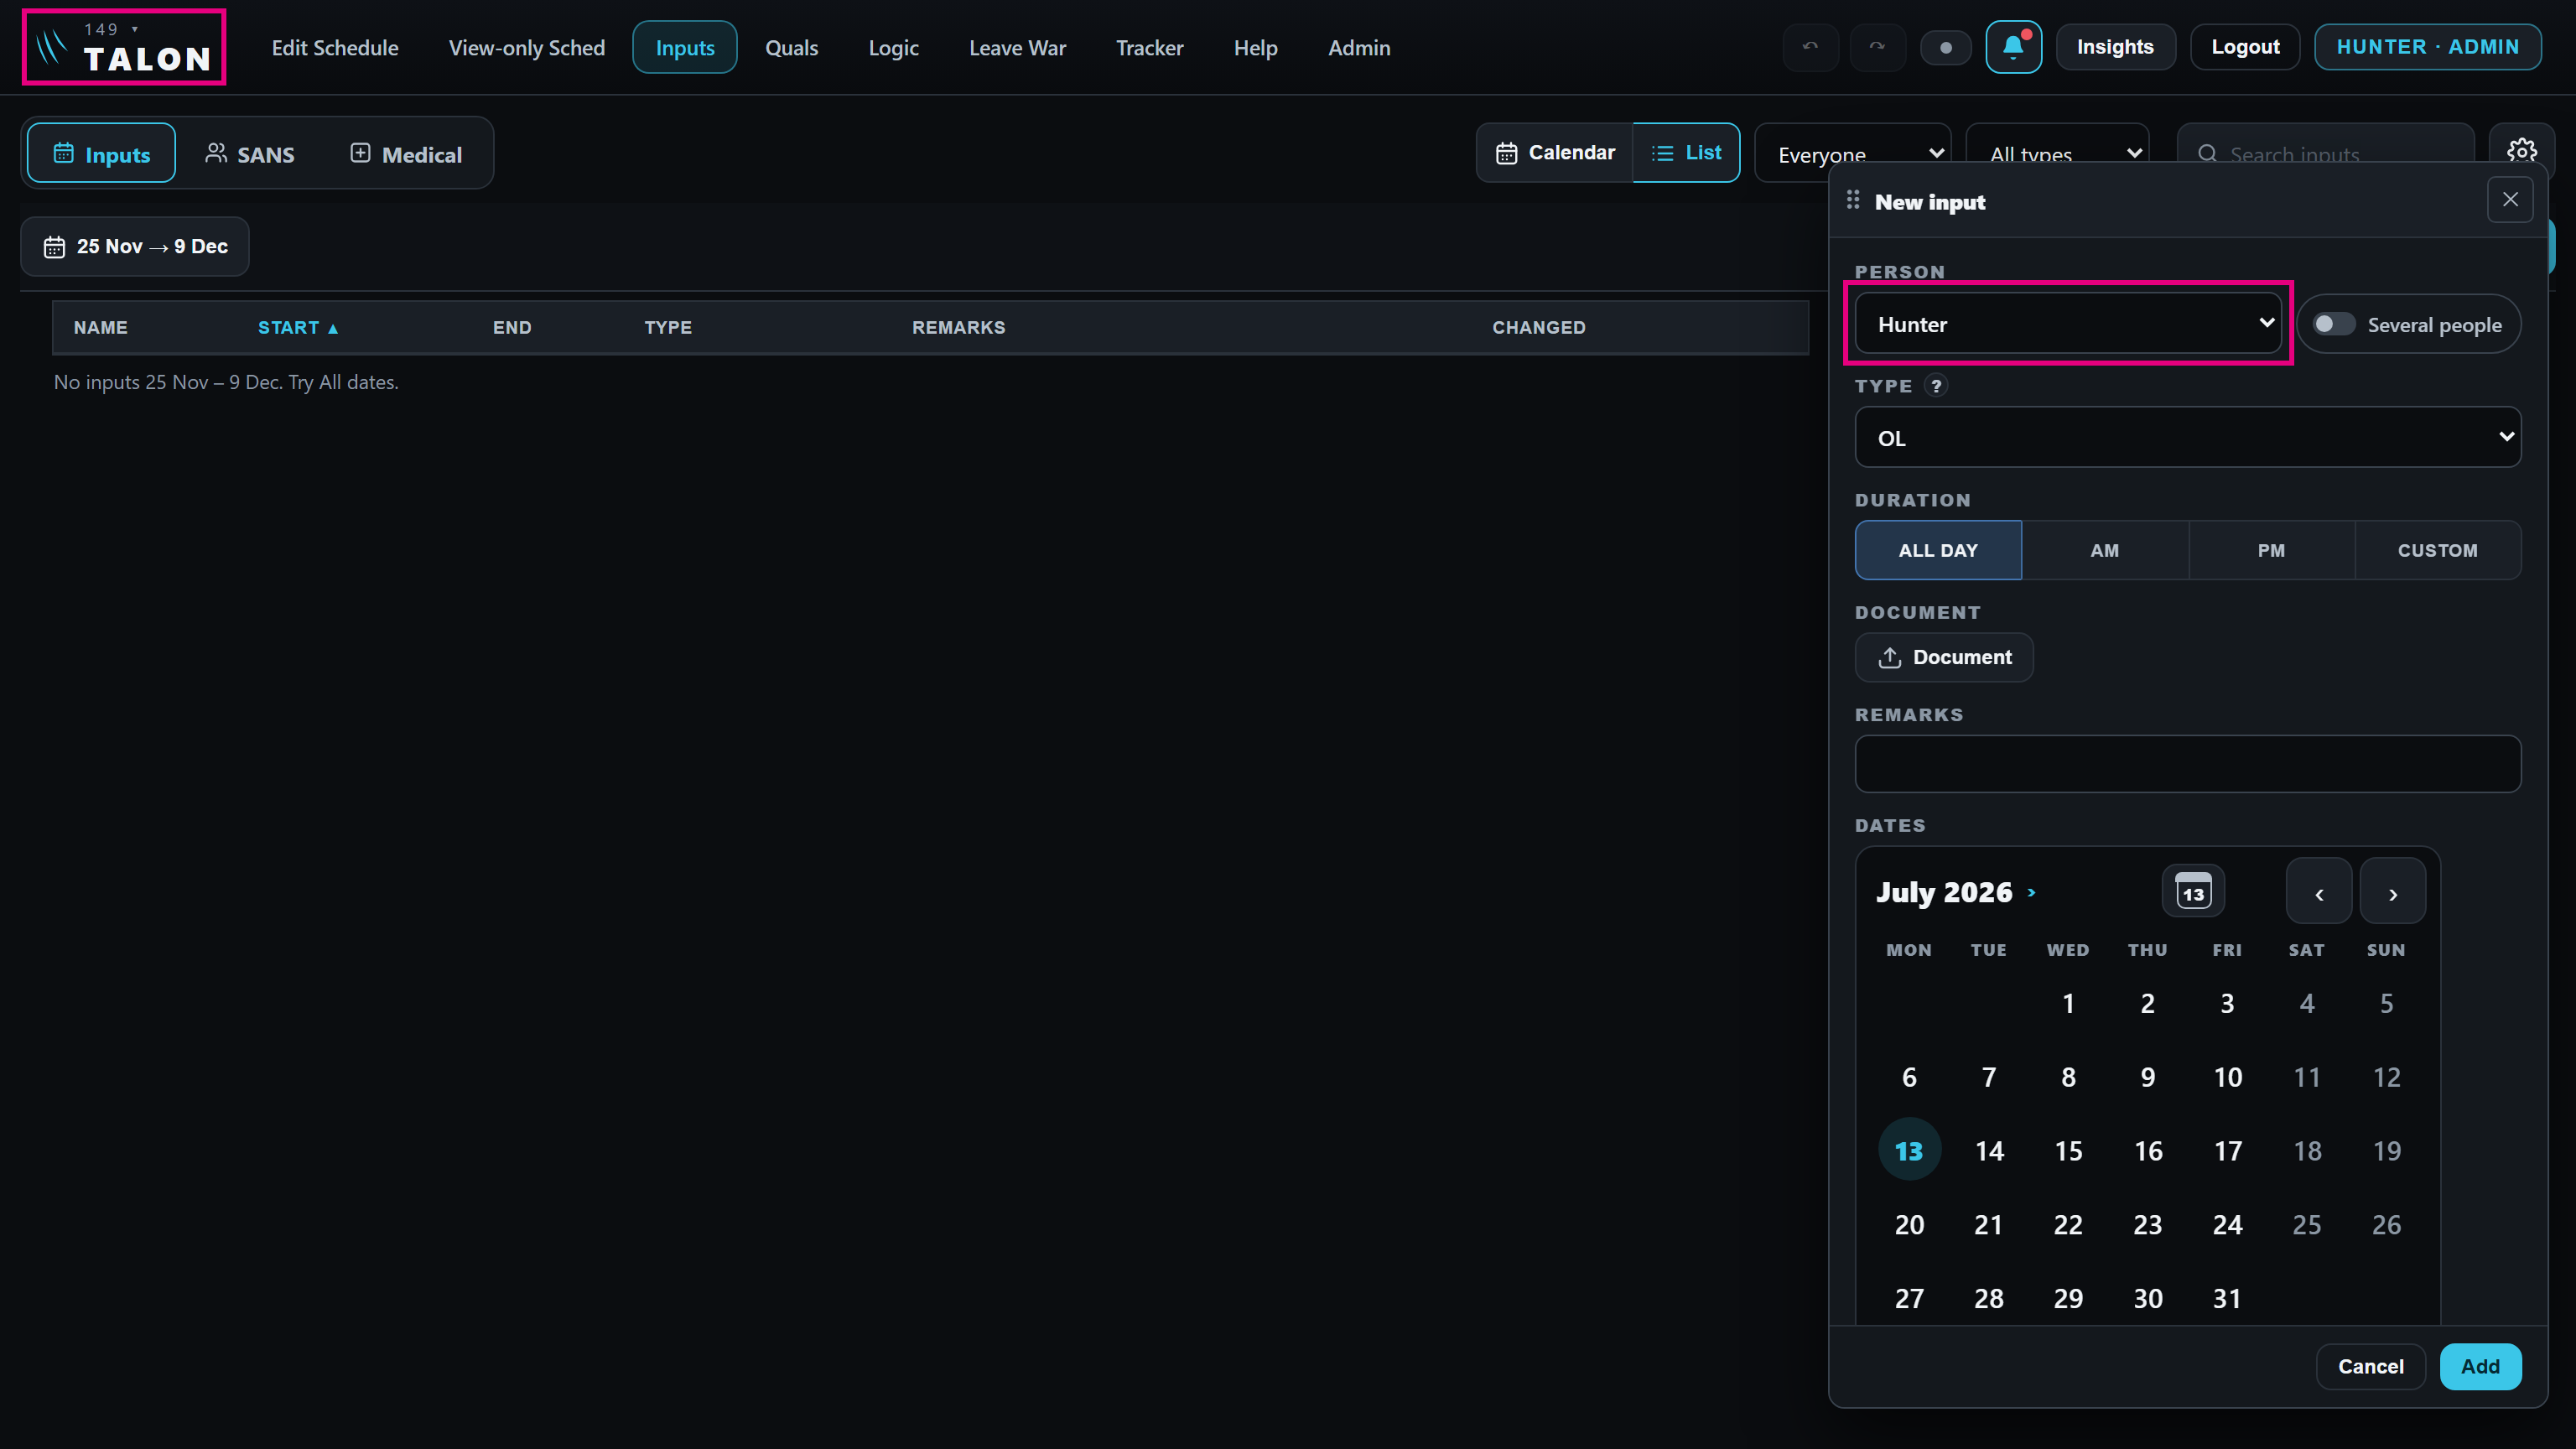 149 ▾
TALON
Edit Schedule
View-only Sched
Inputs
Quals
Logic
Leave War
Tracker
Help
Admin
Insights
Logout
HUNTER · ADMIN
Inputs
SANS
Medical
Calendar
List
Everyone
All types
Search inputs
25 Nov → 9 Dec
NAME
START ▲
END
TYPE
REMARKS
CHANGED
No inputs 25 Nov – 9 Dec. Try All dates.
New input
PERSON
Hunter
Several people
TYPE ?
OL
DURATION
ALL DAY
AM
PM
CUSTOM
DOCUMENT
Document
REMARKS
DATES
July 2026 ›
13
‹
›
MON TUE WED THU FRI SAT SUN
1 2 3 4 5
6 7 8 9 10 11 12
13 14 15 16 17 18 19
20 21 22 23 24 25 26
27 28 29 30 31
Cancel
Add